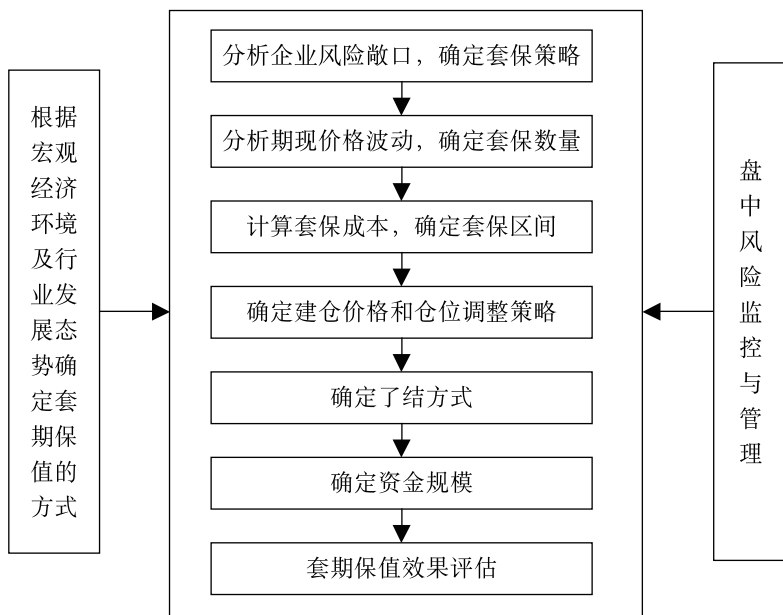 根据
宏观
经济
环境
及行
业发
展态
势确
定套
期保
值的
方式
分析企业风险敞口，确定套保策略
分析期现价格波动，确定套保数量
计算套保成本，确定套保区间
确定建仓价格和仓位调整策略
确定了结方式
确定资金规模
套期保值效果评估
盘
中
风
险
监
控
与
管
理